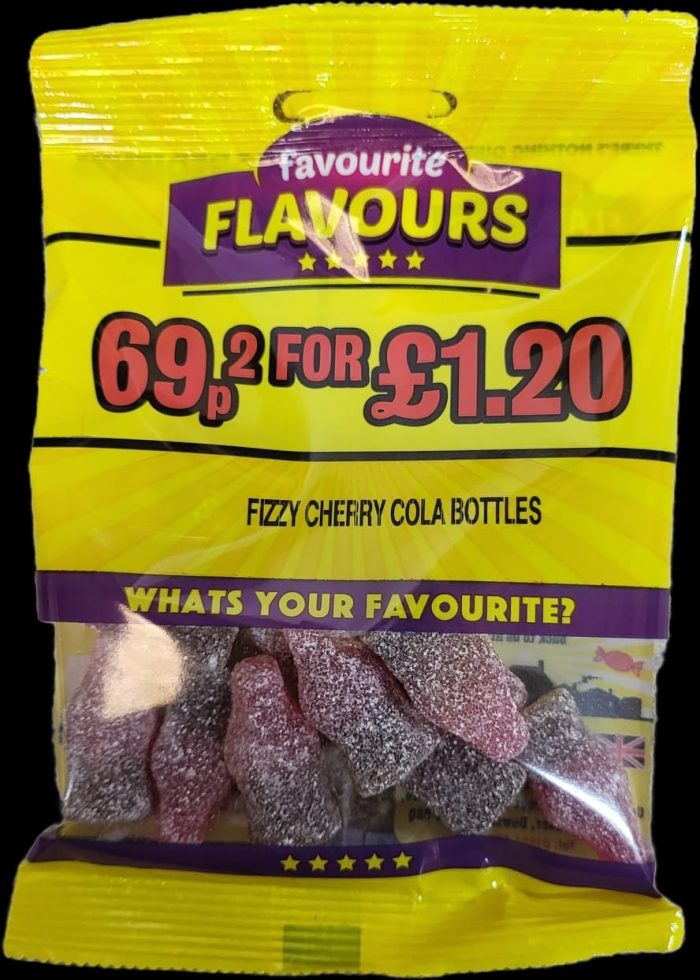 favourite
FLAVOURS
69p 2 FOR £1.20
FIZZY CHERRY COLA BOTTLES
WHATS YOUR FAVOURITE?